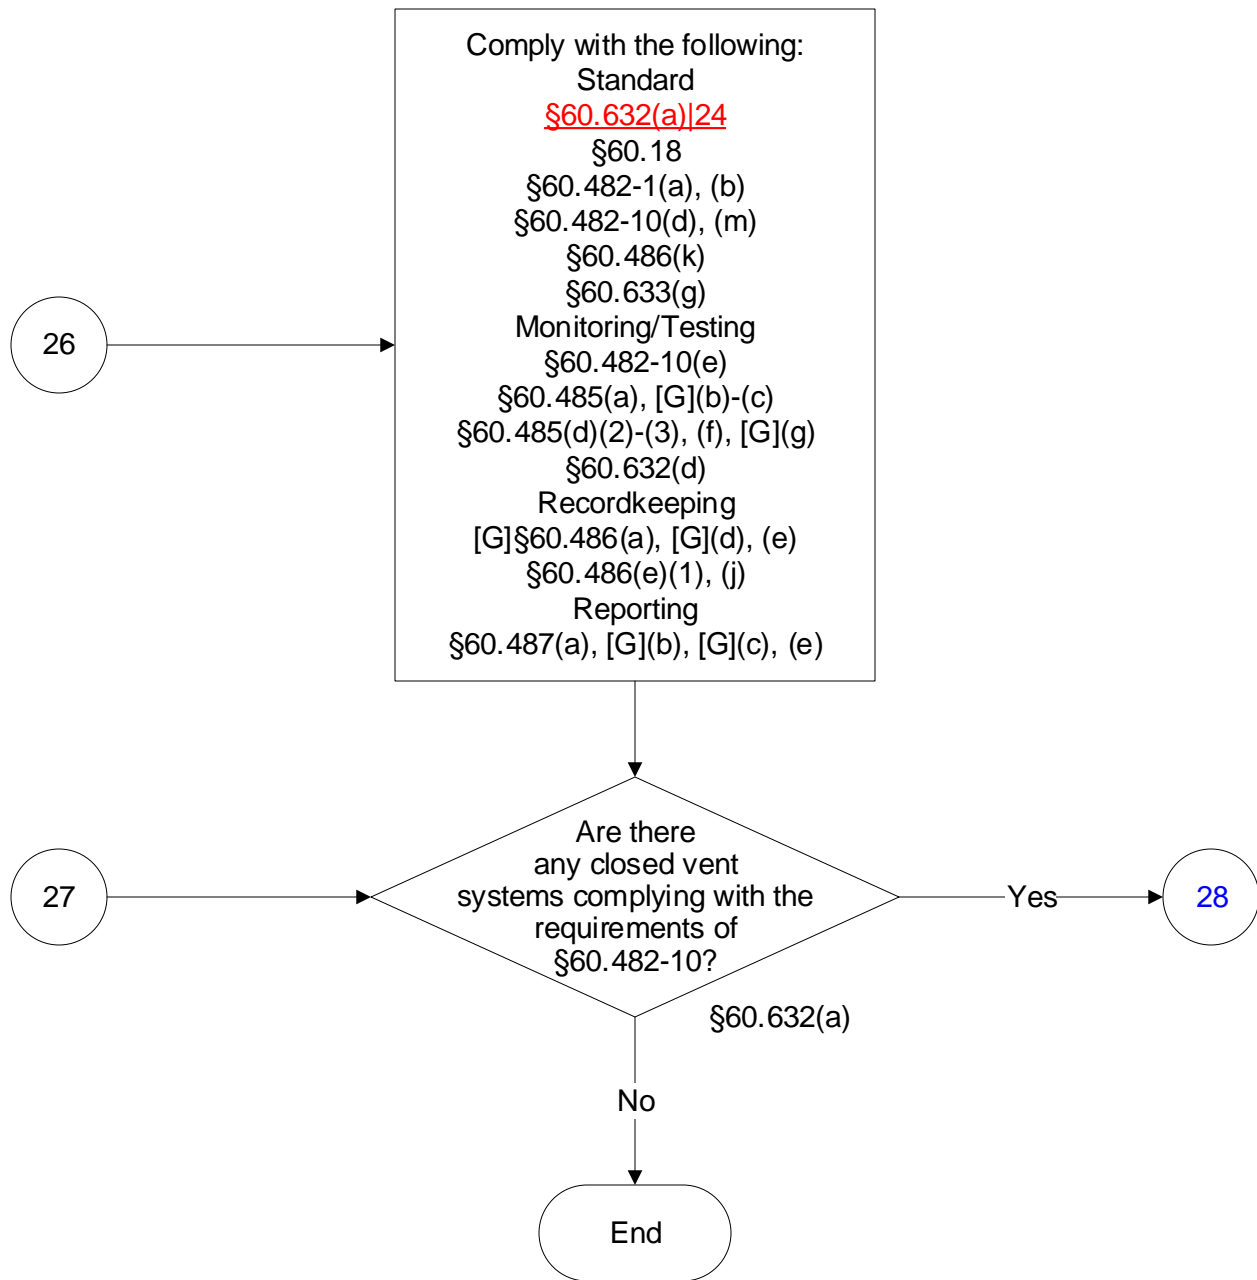 Comply with the following:
Standard
§60.632(a)|24
§60.18
§60.482-1(a), (b)
§60.482-10(d), (m)
§60.486(k)
§60.633(g)
Monitoring/Testing
§60.482-10(e)
§60.485(a), [G](b)-(c)
§60.485(d)(2)-(3), (f), [G](g)
§60.632(d)
Recordkeeping
[G]§60.486(a), [G](d), (e)
§60.486(e)(1), (j)
Reporting
§60.487(a), [G](b), [G](c), (e)
26
Are there
any closed vent
systems complying with the
requirements of
§60.482-10?
27
Yes
28
§60.632(a)
No
End